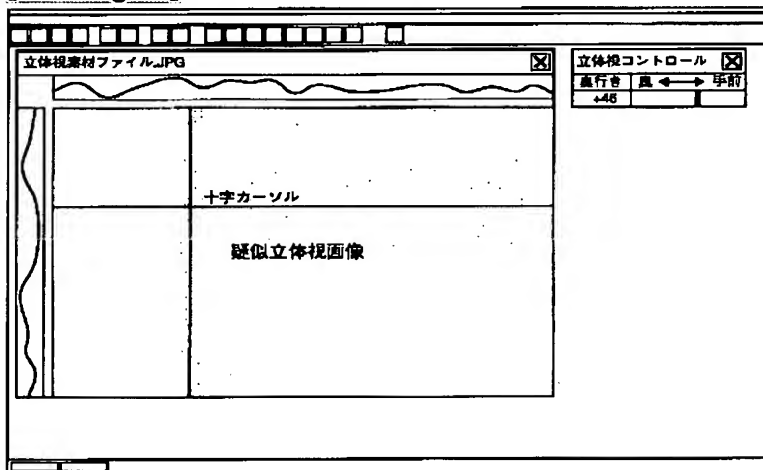 立体視素材ファイル.JPG
立体視コントロール
奥行き 奥 手前
+46
十字カーソル
疑似立体視画像